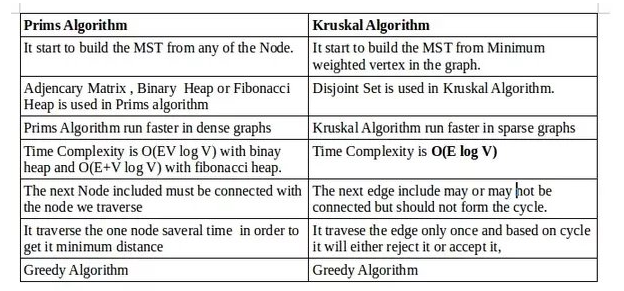 Prims Algorithm
Kruskal Algorithm
It start to build the MST from any of the Node.
It start to build the MST from Minimum
weighted vertex in the graph.
Adjencary Matrix , Binary Heap or Fibonacci
Heap is used in Prims algorithm
Disjoint Set is used in Kruskal Algorithm.
Prims Algorithm run faster in dense graphs
Kruskal Algorithm run faster in sparse graphs
Time Complexity is O(EV log V) with binay
heap and O(E+V log V) with fibonacci heap.
Time Complexity is O(E log V)
The next Node included must be connected with
the node we traverse
The next edge include may or may not be
connected but should not form the cycle.
It traverse the one node saveral time in order to
get it minimum distance
It travese the edge only once and based on cycle
it will either reject it or accept it,
Greedy Algorithm
Greedy Algorithm